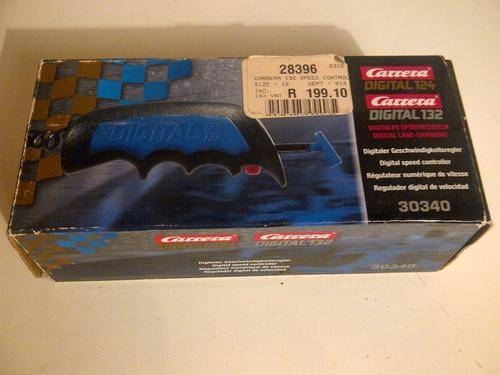 28396
CARRERA 132 SPEED CONTROL
SIZE : 12 DEPT : 014
INC.
14% VAT R 199.10
Carrera
DIGITAL 124
Carrera
DIGITAL 132
DIGITALES SPURWECHSELN
DIGITAL LANE-CHANGING
Digitaler Geschwindigkeitsregler
Digital speed controller
Régulateur numérique de vitesse
Regulador digital de velocidad
30340
DIGITAL
Carrera
DIGITAL 132
Digitaler Geschwindigkeitsregler
Digital speed controller
Régulateur numérique de vitesse
Regulador digital de velocidad
30340